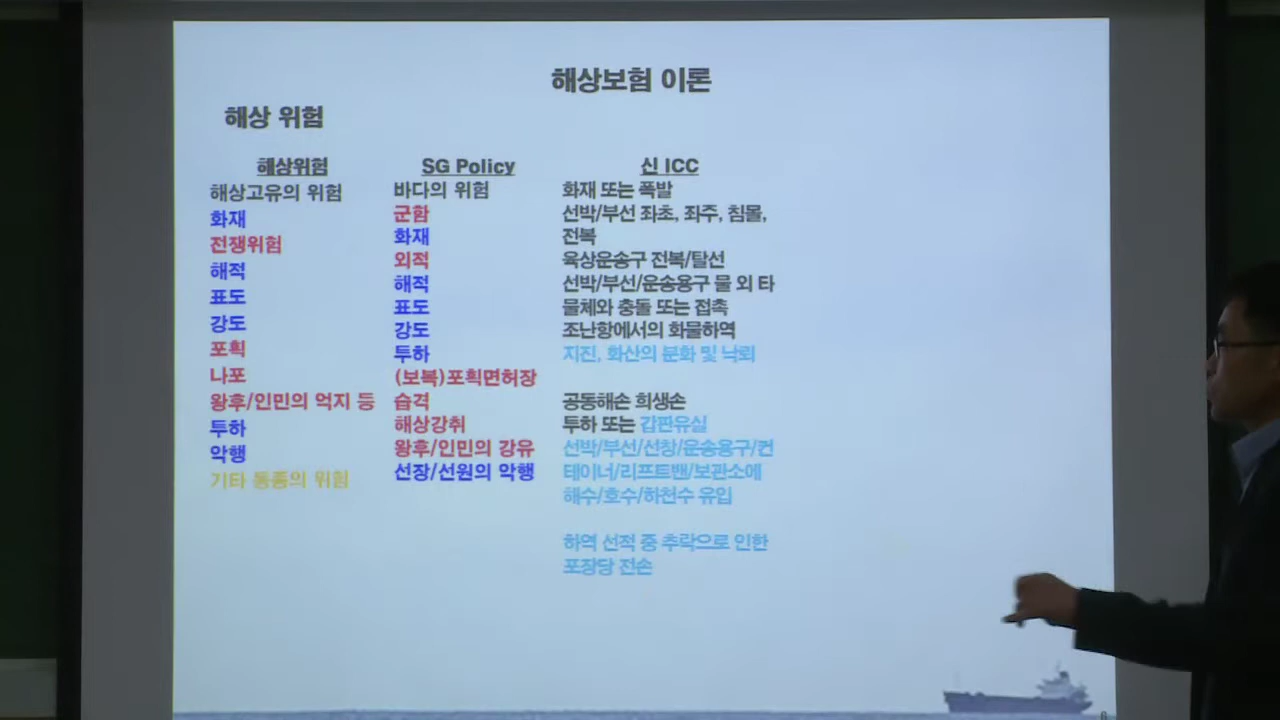 해상보험 이론
해상 위험
해상위험
해상고유의 위험
화재
전쟁위험
해적
표도
강도
포획
나포
왕후/인민의 억지 등
투하
악행
기타 동종의 위험
SG Policy
바다의 위험
군함
화재
외적
해적
표도
강도
투하
(보복)포획면허장
습격
해상강취
왕후/인민의 강유
선장/선원의 악행
신 ICC
화재 또는 폭발
선박/부선 좌초, 좌주, 침몰,
전복
육상운송구 전복/탈선
선박/부선/운송용구 물 외 타
물체와 충돌 또는 접촉
조난항에서의 화물하역
지진, 화산의 분화 및 낙뢰
공동해손 희생손
투하 또는 갑판유실
선박/부선/선창/운송용구/컨
테이너/리프트밴/보관소에
해수/호수/하천수 유입
하역 선적 중 추락으로 인한
포장당 전손